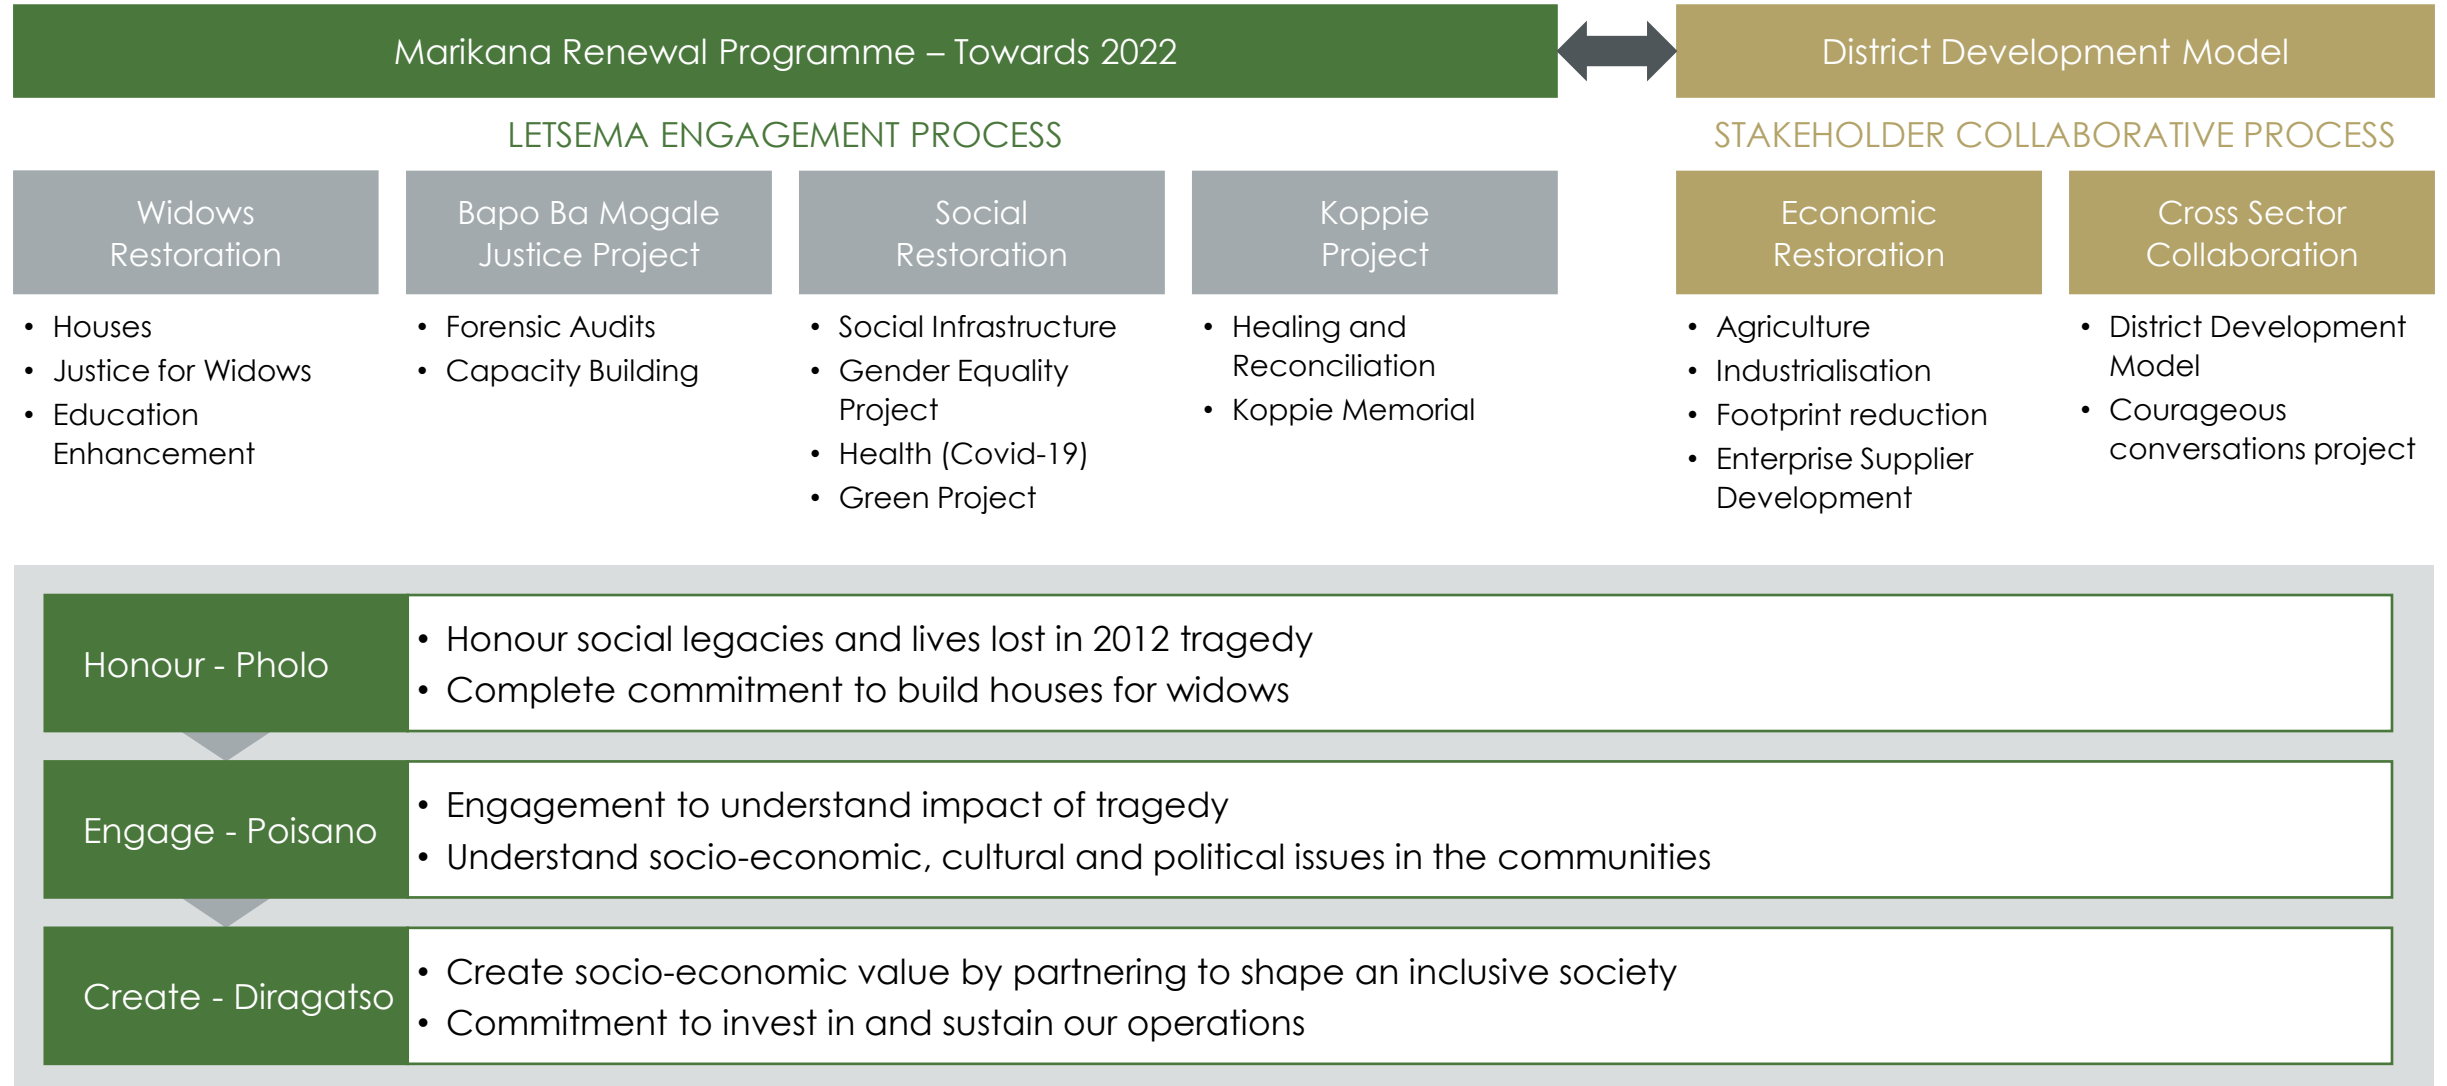 Marikana Renewal Programme – Towards 2022
District Development Model
LETSEMA ENGAGEMENT PROCESS
STAKEHOLDER COLLABORATIVE PROCESS
Widows
Restoration
• Houses
• Justice for Widows
• Education
Enhancement
Bapo Ba Mogale
Justice Project
• Forensic Audits
• Capacity Building
Social
Restoration
• Social Infrastructure
• Gender Equality
Project
• Health (Covid-19)
• Green Project
Koppie
Project
• Healing and
Reconciliation
• Koppie Memorial
Economic
Restoration
• Agriculture
• Industrialisation
• Footprint reduction
• Enterprise Supplier
Development
Cross Sector
Collaboration
• District Development
Model
• Courageous
conversations project
Honour - Pholo
• Honour social legacies and lives lost in 2012 tragedy
• Complete commitment to build houses for widows
Engage - Poisano
• Engagement to understand impact of tragedy
• Understand socio-economic, cultural and political issues in the communities
Create - Diragatso
• Create socio-economic value by partnering to shape an inclusive society
• Commitment to invest in and sustain our operations